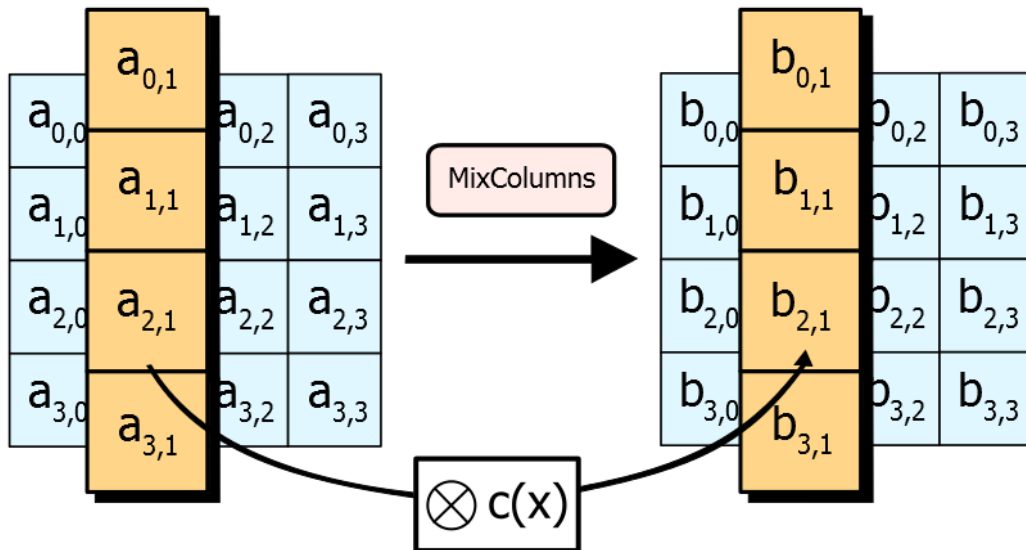 a0,1 b0,1
a0,0 a0,2 a0,3 b0,0 b0,2 b0,3
MixColumns
a1,1 b1,1
a1,0 a1,2 a1,3 b1,0 b1,2 b1,3
a2,1 b2,1
a2,0 a2,2 a2,3 b2,0 b2,2 b2,3
a3,0 a3,2 a3,3 b3,0 b3,2 b3,3
a3,1 b3,1
⊗ c(x)